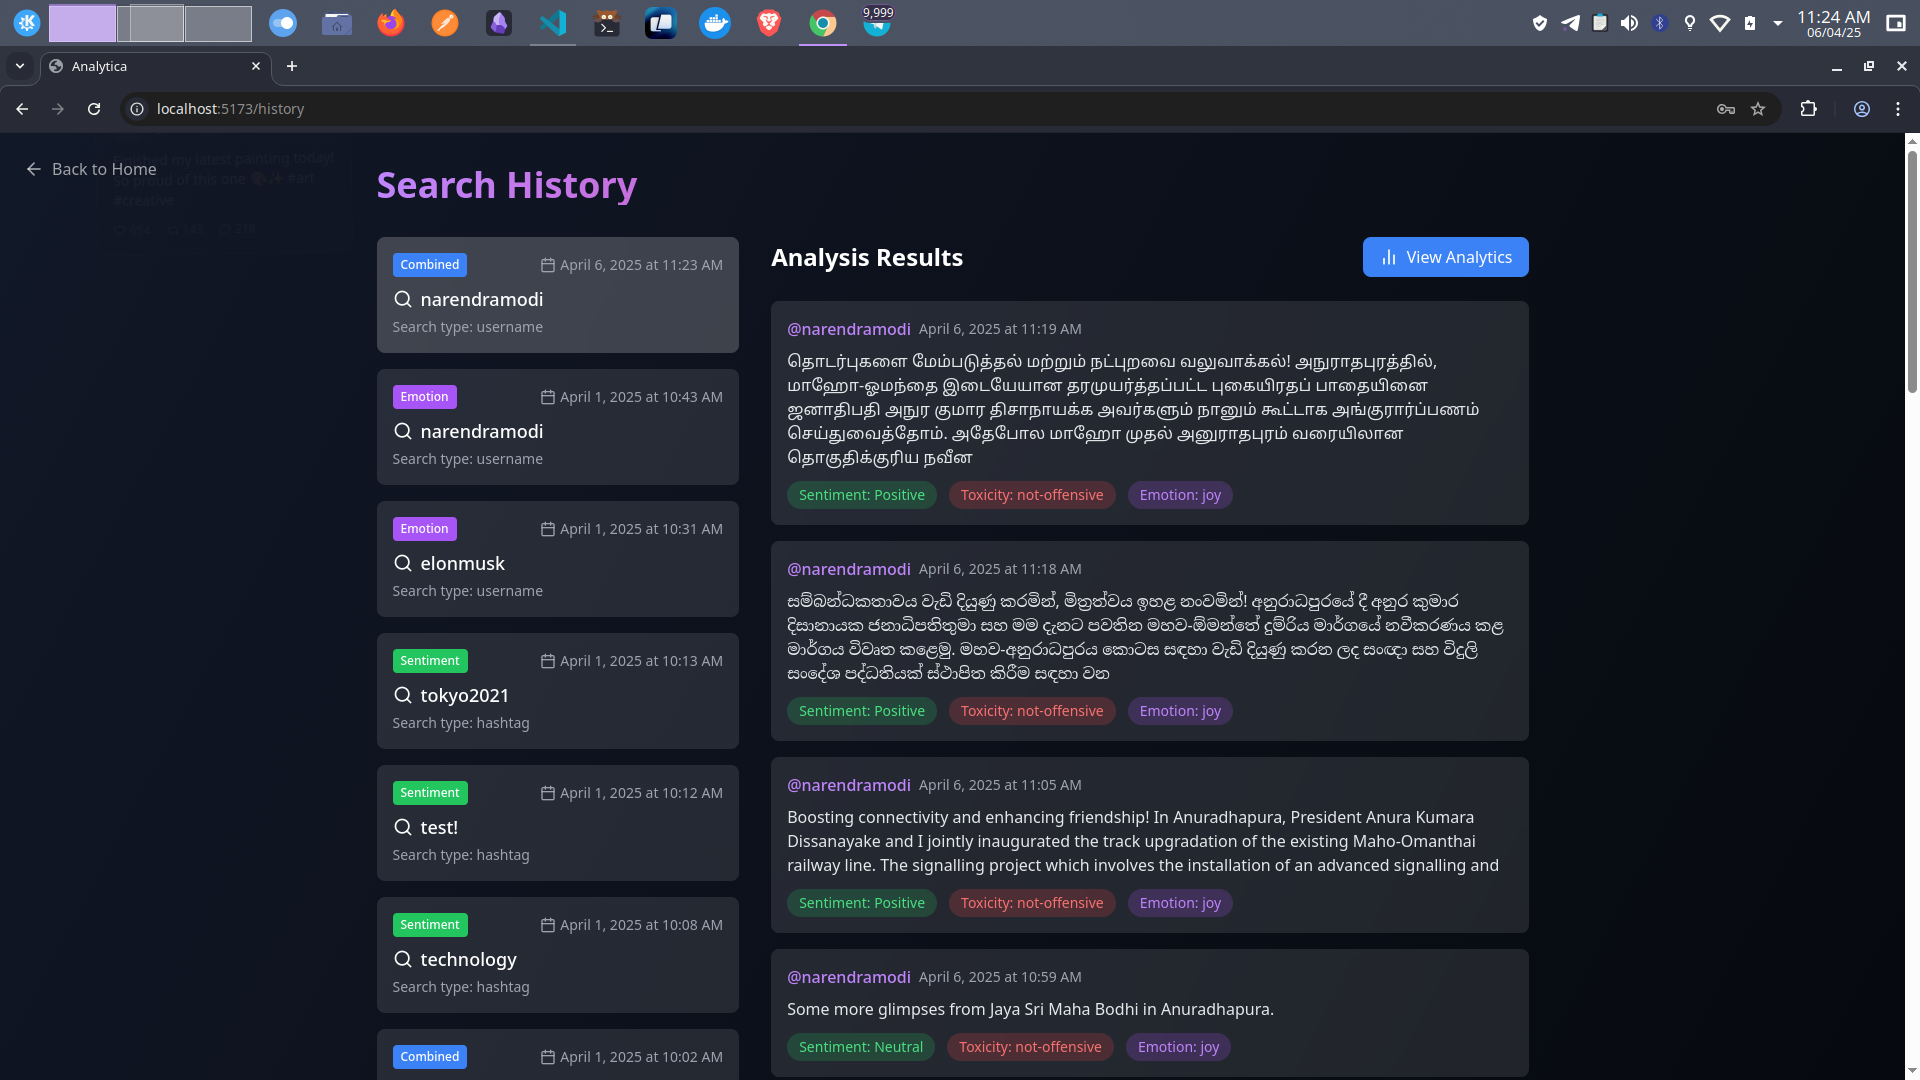 9,999
11:24 AM
06/04/25
Analytica
localhost:5173/history
Back to Home
my latest painting today!
so proud of this one #art
#creative
Search History
Combined
April 6, 2025 at 11:23 AM
narendramodi
Search type: username
Emotion
April 1, 2025 at 10:43 AM
narendramodi
Search type: username
Emotion
April 1, 2025 at 10:31 AM
elonmusk
Search type: username
Sentiment
April 1, 2025 at 10:13 AM
tokyo2021
Search type: hashtag
Sentiment
April 1, 2025 at 10:12 AM
test!
Search type: hashtag
Sentiment
April 1, 2025 at 10:08 AM
technology
Search type: hashtag
Combined
April 1, 2025 at 10:02 AM
Analysis Results
View Analytics
@narendramodi April 6, 2025 at 11:19 AM
தொடர்புகளை மேம்படுத்தல் மற்றும் நட்புறவை வலுவாக்கல்! அநுராதபுரத்தில்,
மாஹோ-ஓமந்தை இடையேயான தரமுயர்த்தப்பட்ட புகையிரதப் பாதையினை
ஜனாதிபதி அநுர குமார திசாநாயக்க அவர்களும் நானும் கூட்டாக அங்குரார்ப்பணம்
செய்துவைத்தோம். அதேபோல மாஹோ முதல் அனுராதபுரம் வரையிலான
தொகுதிக்குரிய நவீன
Sentiment: Positive
Toxicity: not-offensive
Emotion: joy
@narendramodi April 6, 2025 at 11:18 AM
සම්බන්ධකතාවය වැඩි දියුණු කරමින්, මිත්‍රත්වය ඉහළ නංවමින්! අනුරාධපුරයේ දී අනුර කුමාර
දිසානායක ජනාධිපතිතුමා සහ මම දැනට පවතින මහව-ඕමන්තේ දුම්රිය මාර්ගයේ නවීකරණය කළ
මාර්ගය විවෘත කළෙමු. මහව-අනුරාධපුරය කොටස සඳහා වැඩි දියුණු කරන ලද සංඥා සහ විදුලි
සංදේශ පද්ධතියක් ස්ථාපිත කිරීම සඳහා වන
Sentiment: Positive
Toxicity: not-offensive
Emotion: joy
@narendramodi April 6, 2025 at 11:05 AM
Boosting connectivity and enhancing friendship! In Anuradhapura, President Anura Kumara
Dissanayake and I jointly inaugurated the track upgradation of the existing Maho-Omanthai
railway line. The signalling project which involves the installation of an advanced signalling and
Sentiment: Positive
Toxicity: not-offensive
Emotion: joy
@narendramodi April 6, 2025 at 10:59 AM
Some more glimpses from Jaya Sri Maha Bodhi in Anuradhapura.
Sentiment: Neutral
Toxicity: not-offensive
Emotion: joy